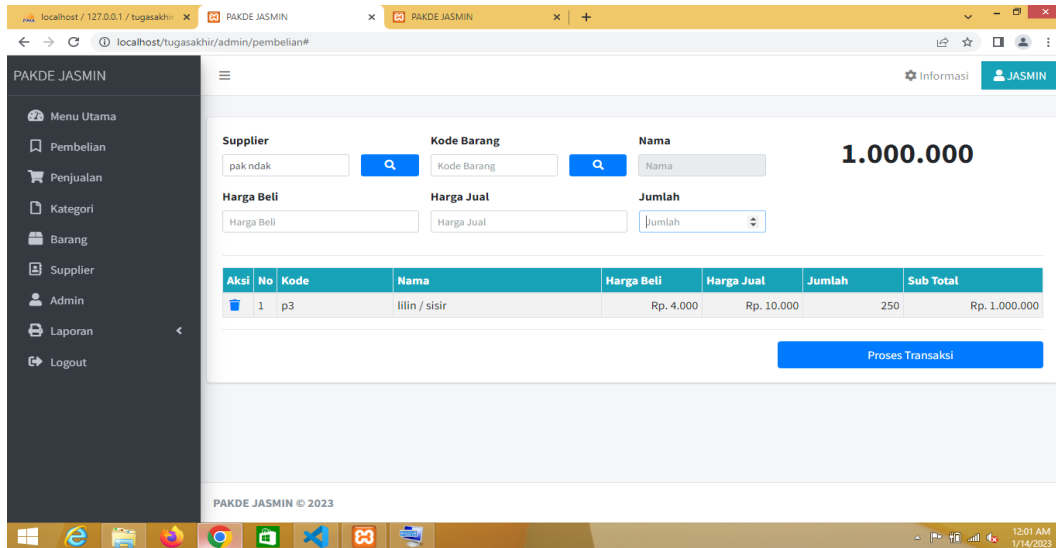 localhost / 127.0.0.1 / tugasakhir
PAKDE JASMIN
PAKDE JASMIN
localhost/tugasakhir/admin/pembelian#
PAKDE JASMIN
Informasi
JASMIN
Menu Utama
Pembelian
Penjualan
Kategori
Barang
Supplier
Admin
Laporan
Logout
Supplier Kode Barang Nama
pak ndak Kode Barang Nama
1.000.000
Harga Beli Harga Jual Jumlah
Harga Beli Harga Jual Jumlah
Aksi No Kode Nama Harga Beli Harga Jual Jumlah Sub Total
1 p3 lilin / sisir Rp. 4.000 Rp. 10.000 250 Rp. 1.000.000
Proses Transaksi
PAKDE JASMIN © 2023
12:01 AM
1/14/2023